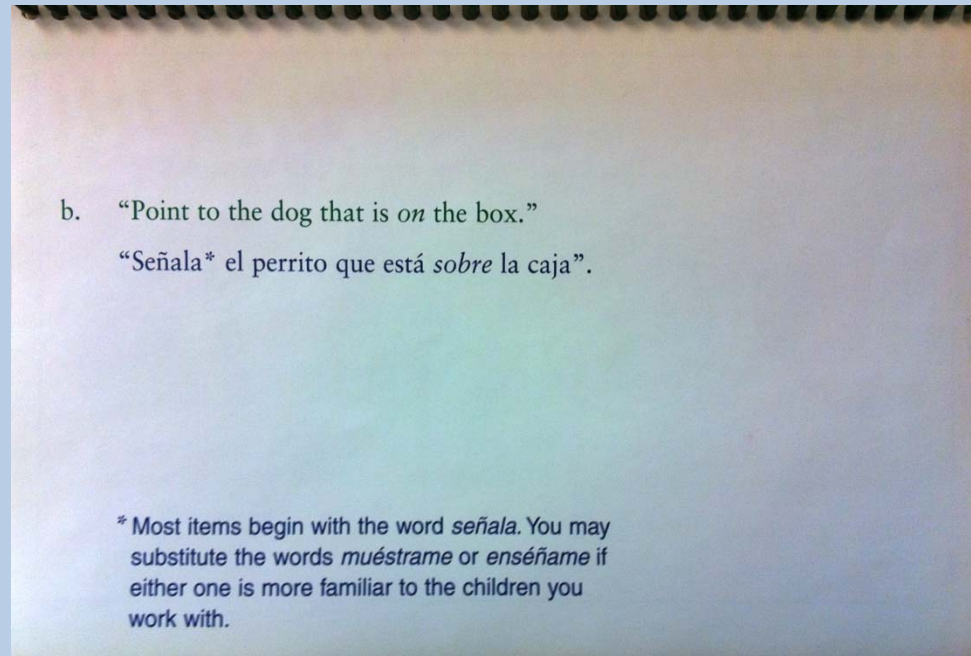 b. “Point to the dog that is on the box.”
“Señala* el perrito que está sobre la caja”.
* Most items begin with the word señala. You may
substitute the words muéstrame or enséñame if
either one is more familiar to the children you
work with.